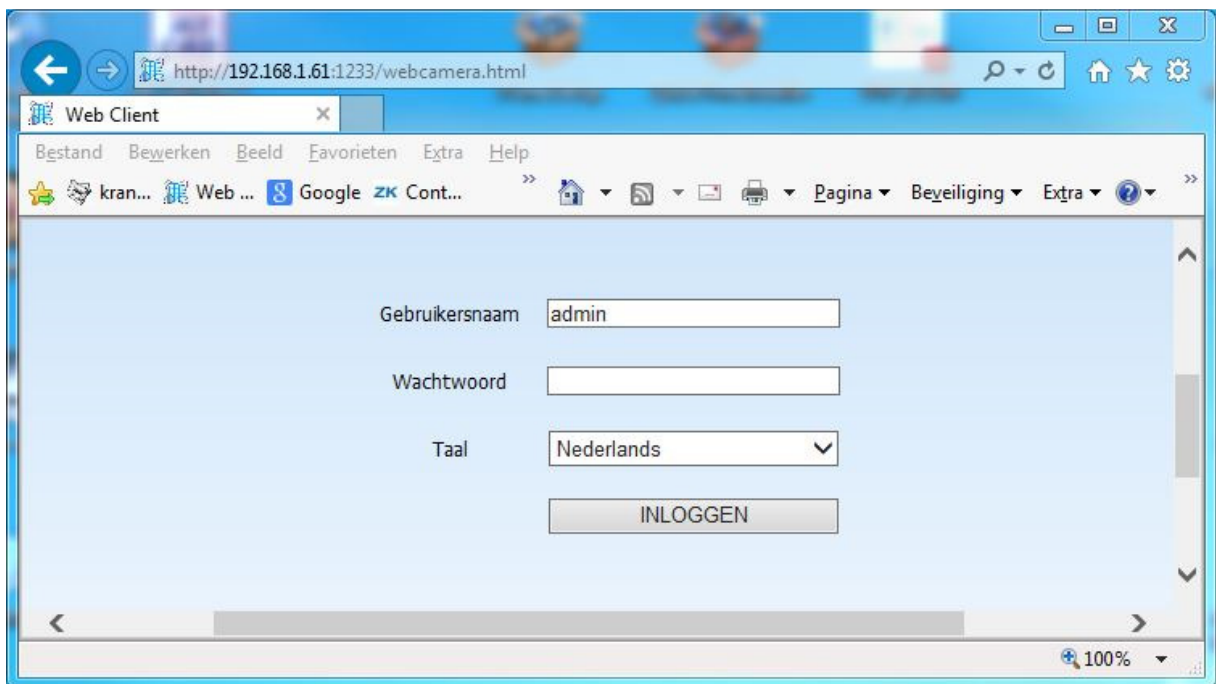 http://192.168.1.61:1233/webcamera.html
Web Client
Bestand Bewerken Beeld Favorieten Extra Help
kran... Web ... Google ZK Cont... Pagina Beveiliging Extra
Gebruikersnaam admin
Wachtwoord
Taal Nederlands
INLOGGEN
100%